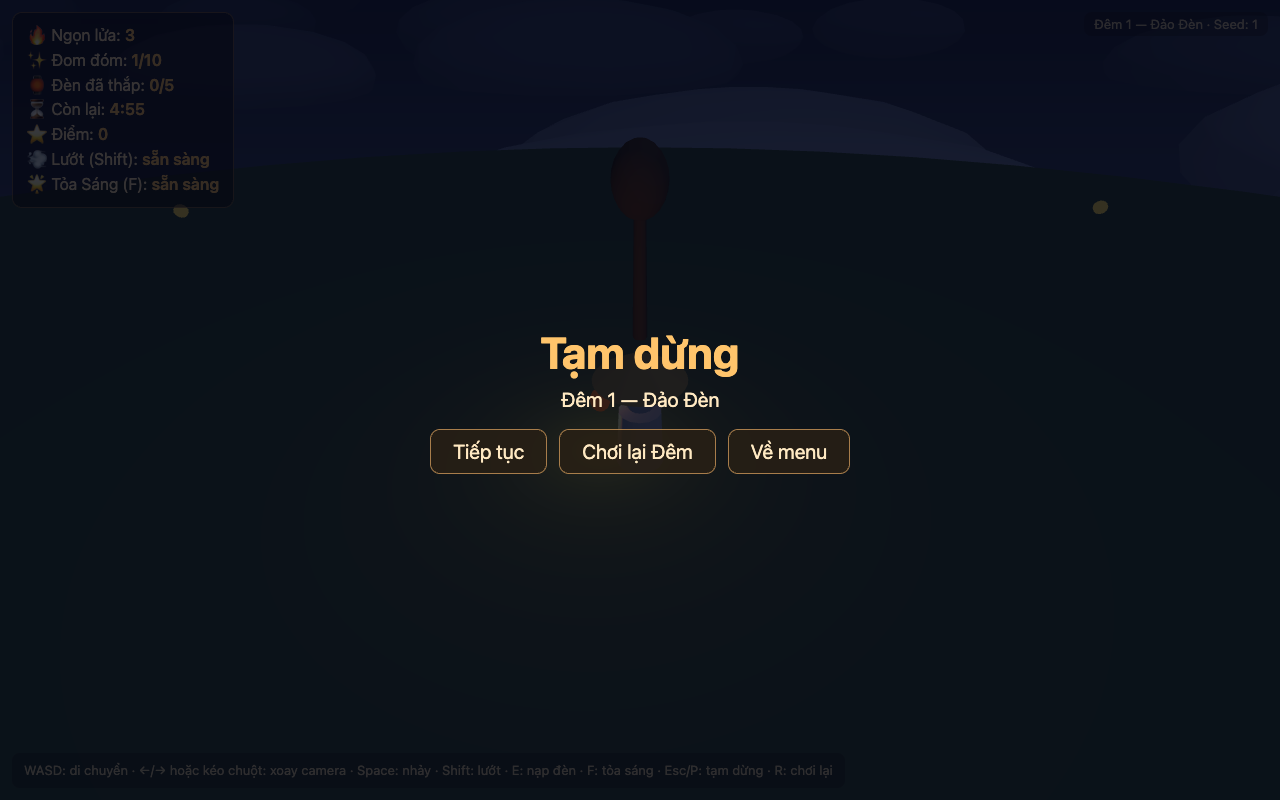 🔥 Ngọn lửa: 3
✨ Đom đóm: 1/10
🏮 Đèn đã thắp: 0/5
⏳ Còn lại: 4:55
⭐ Điểm: 0
💨 Lướt (Shift): sẵn sàng
🌟 Tỏa Sáng (F): sẵn sàng
Đêm 1 — Đảo Đèn · Seed: 1
Tạm dừng
Đêm 1 — Đảo Đèn
Tiếp tục Chơi lại Đêm Về menu
WASD: di chuyển · ←/→ hoặc kéo chuột: xoay camera · Space: nhảy · Shift: lướt · E: nạp đèn · F: tỏa sáng · Esc/P: tạm dừng · R: chơi lại